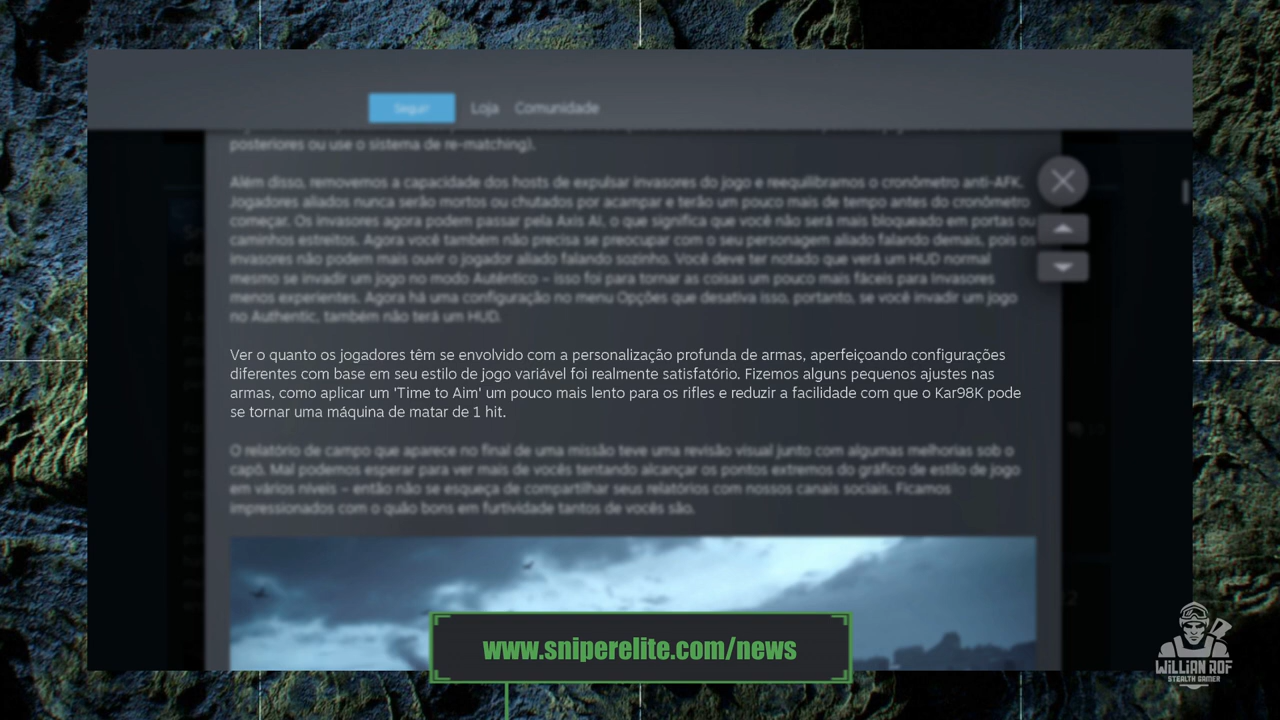 Seguir
Loja
Comunidade
posteriores ou use o sistema de re-matching).
Além disso, removemos a capacidade dos hosts de expulsar invasores do jogo e reequilibramos o cronômetro anti-AFK.
Jogadores aliados nunca serão mortos ou chutados por acampar e terão um pouco mais de tempo antes do cronômetro
começar. Os invasores agora podem passar pela Axis AI, o que significa que você não será mais bloqueado em portas ou
caminhos estreitos. Agora você também não precisa se preocupar com o seu personagem aliado falando demais, pois os
invasores não podem mais ouvir o jogador aliado falando sozinho. Você deve ter notado que verá um HUD normal
mesmo se invadir um jogo no modo Autêntico – isso foi para tornar as coisas um pouco mais fáceis para Invasores
menos experientes. Agora há uma configuração no menu Opções que desativa isso, portanto, se você invadir um jogo
no Authentic, também não terá um HUD.
Ver o quanto os jogadores têm se envolvido com a personalização profunda de armas, aperfeiçoando configurações
diferentes com base em seu estilo de jogo variável foi realmente satisfatório. Fizemos alguns pequenos ajustes nas
armas, como aplicar um 'Time to Aim' um pouco mais lento para os rifles e reduzir a facilidade com que o Kar98K pode
se tornar uma máquina de matar de 1 hit.
O relatório de campo que aparece no final de uma missão teve uma revisão visual junto com algumas melhorias sob o
capô. Mal podemos esperar para ver mais de vocês tentando alcançar os pontos extremos do gráfico de estilo de jogo
em vários níveis – então não se esqueça de compartilhar seus relatórios com nossos canais sociais. Ficamos
impressionados com o quão bons em furtividade tantos de vocês são.
www.sniperelite.com/news
WiLLiAN ROF
STEALTH GAMER